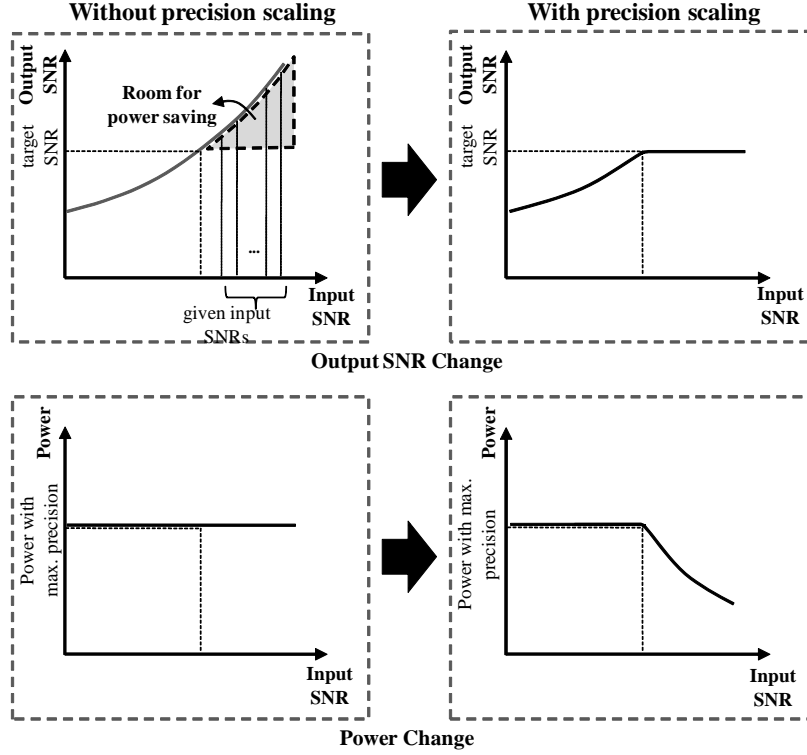 Without precision scaling
With precision scaling
Output
SNR
target
SNR
Room for
power saving
...
given input
SNRs
Input
SNR
Output
SNR
target
SNR
Input
SNR
Output SNR Change
Power
Power with
max. precision
Input
SNR
Power
Power with max.
precision
Input
SNR
Power Change